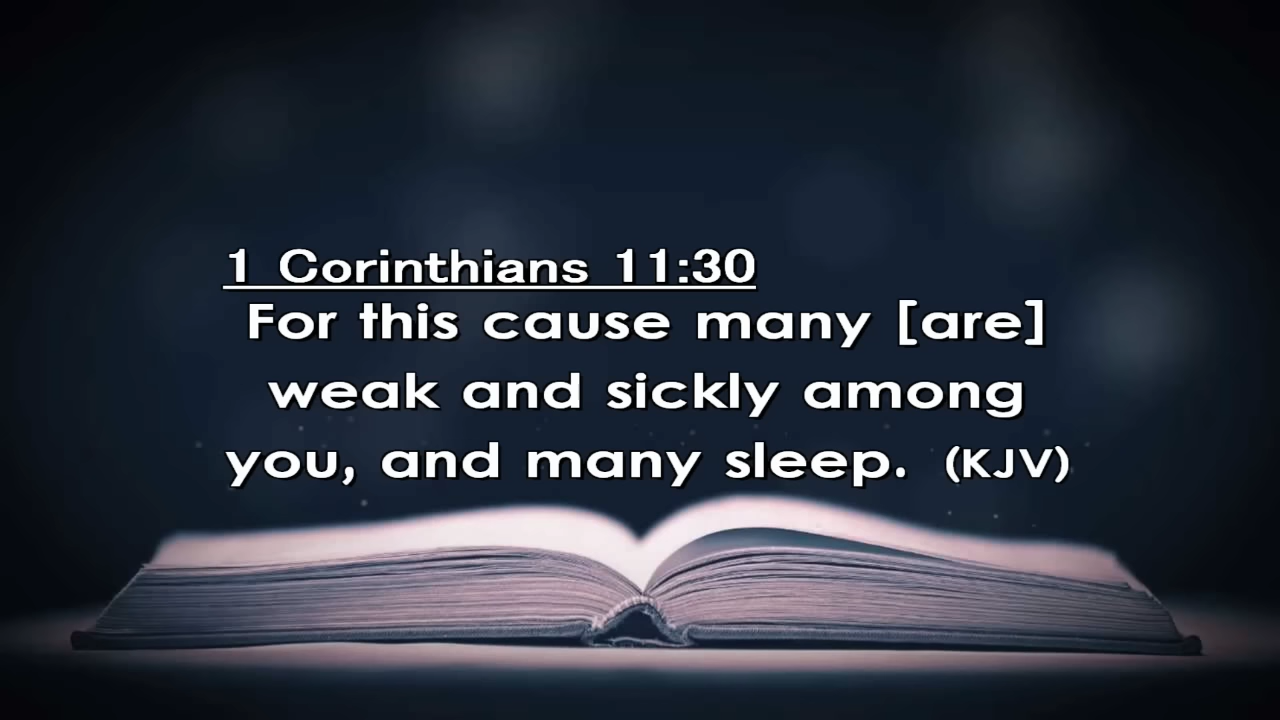 1 Corinthians 11:30
For this cause many [are]
weak and sickly among
you, and many sleep. (KJV)